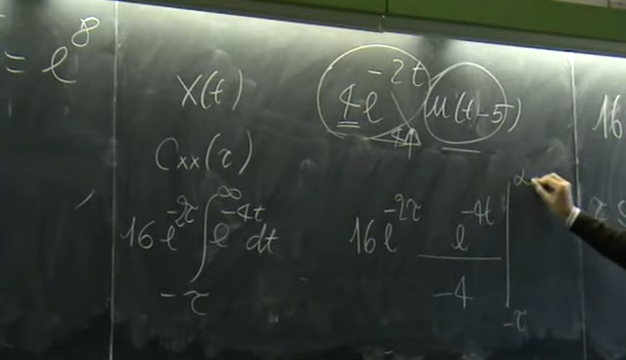 = e^8
x(t)
4e^{-2t} u(t-5)
Cxx(τ)
16e^{-2τ} ∫_{-τ}^{∞} e^{-4t} dt
16e^{-2τ} e^{-4t}/-4 |_{-τ}
16